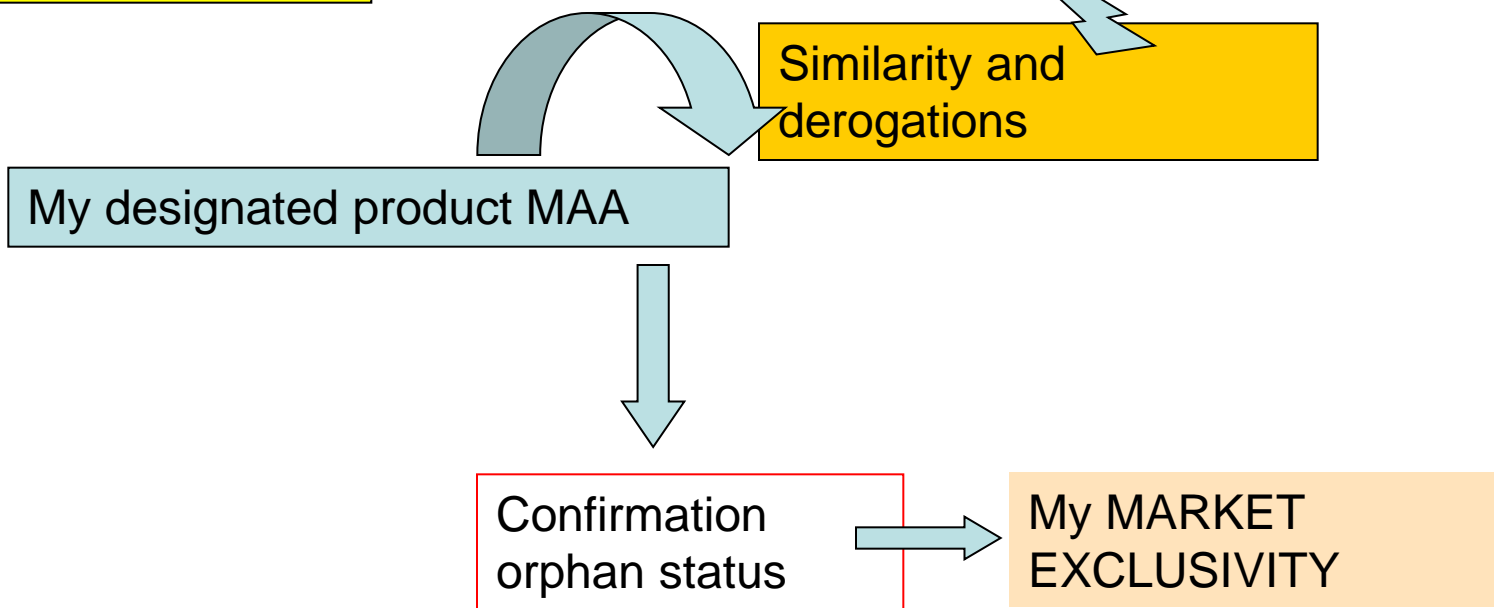 Similarity and
derogations
My designated product MAA
Confirmation
orphan status
My MARKET
EXCLUSIVITY